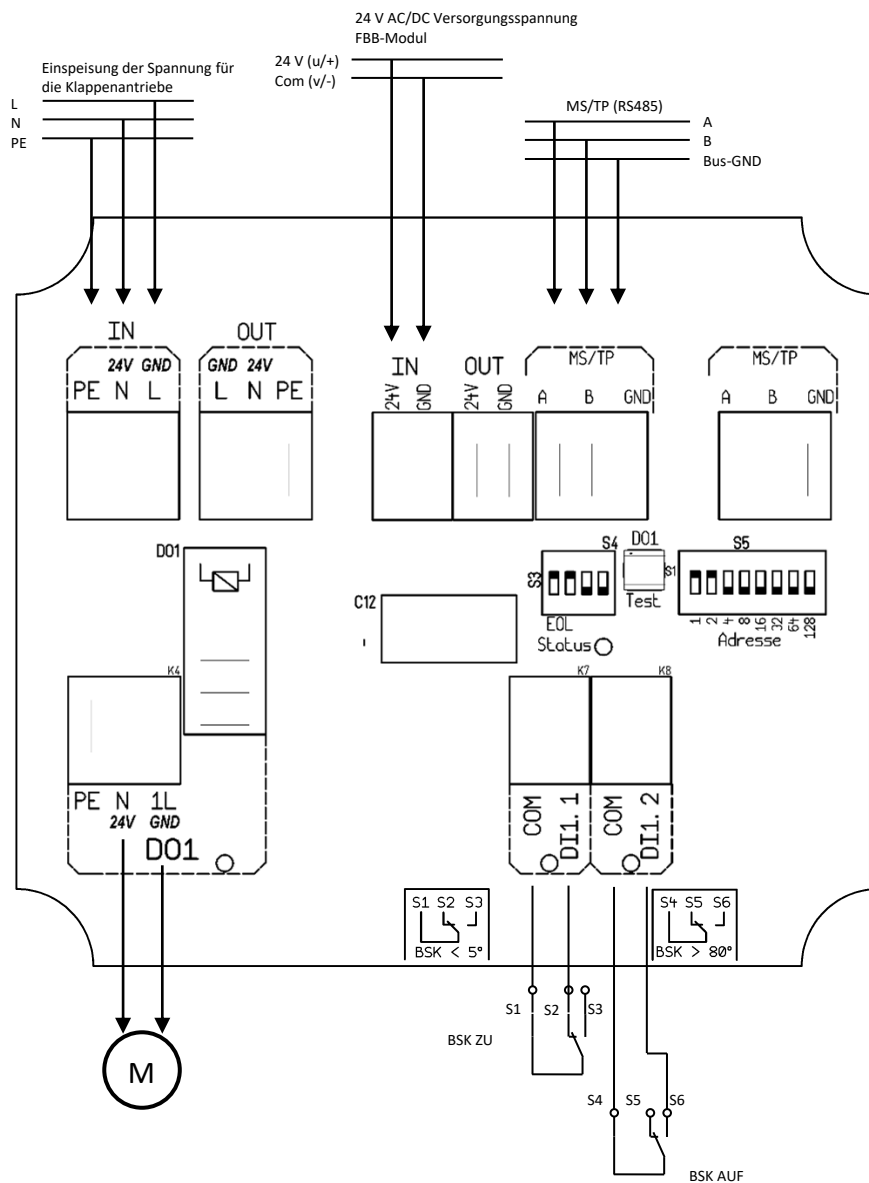 24 V AC/DC Versorgungsspannung
FBB-Modul
24 V (u/+)
Com (v/-)
Einspeisung der Spannung für
die Klappenantriebe
L
N
PE
MS/TP (RS485)
A
B
Bus-GND
IN
OUT
24V GND
GND 24V
PE N L
L N PE
IN
OUT
24V
GND
24V
GND
MS/TP
A B GND
MS/TP
A B GND
DO1
S3
S4
EOL
Status
DO1
S1
Test
S5
1 2 4 8 16 32 64 128
Adresse
C12
K4
K7
K8
PE N 1L
24V GND
DO1
COM
DI1. 1
COM
DI1. 2
S1 S2 S3
BSK < 5°
S4 S5 S6
BSK > 80°
S1 S2 S3
BSK ZU
M
S4 S5 S6
BSK AUF